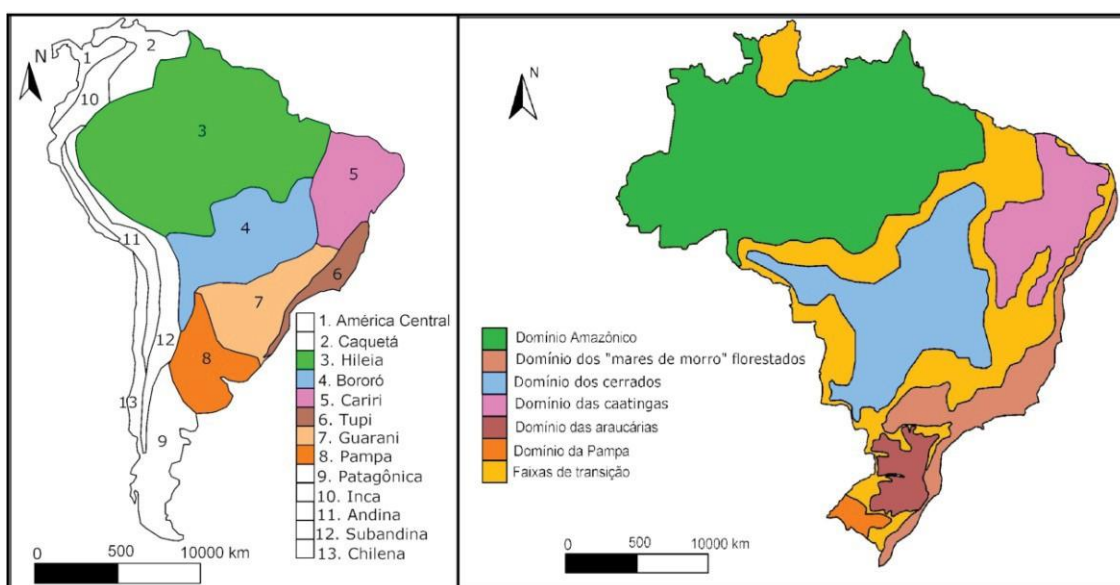 N
1
2
10
3
5
4
11
6
7
12
8
13
9
1. América Central
2. Caquetá
3. Hileia
4. Bororó
5. Cariri
6. Tupi
7. Guarani
8. Pampa
9. Patagônica
10. Inca
11. Andina
12. Subandina
13. Chilena
0 500 10000 km
N
Domínio Amazônico
Domínio dos "mares de morro" florestados
Domínio dos cerrados
Domínio das caatingas
Domínio das araucárias
Domínio da Pampa
Faixas de transição
0 500 10000 km